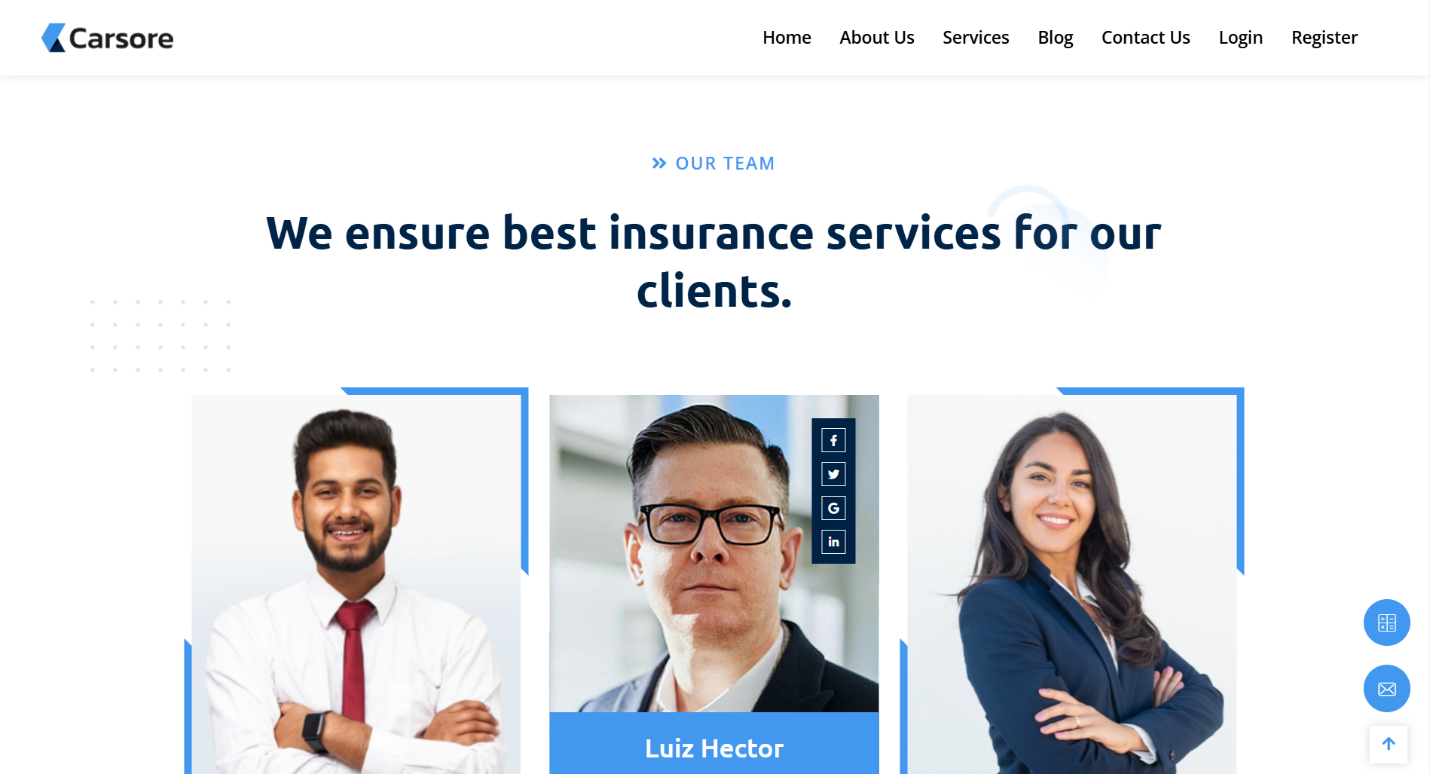 Carsore
Home About Us Services Blog Contact Us Login Register
OUR TEAM
We ensure best insurance services for our
clients.
Luiz Hector